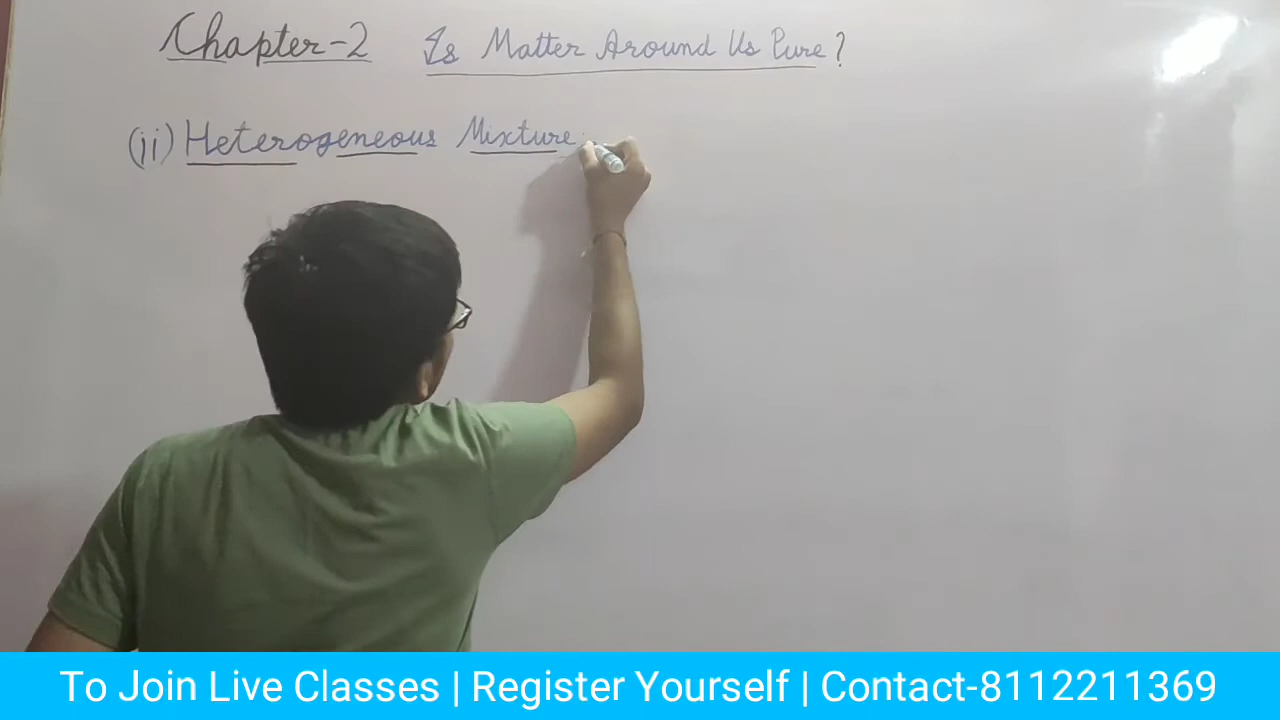 Chapter-2 Is Matter Around Us Pure?
(ii) Heterogeneous Mixture
To Join Live Classes | Register Yourself | Contact-8112211369